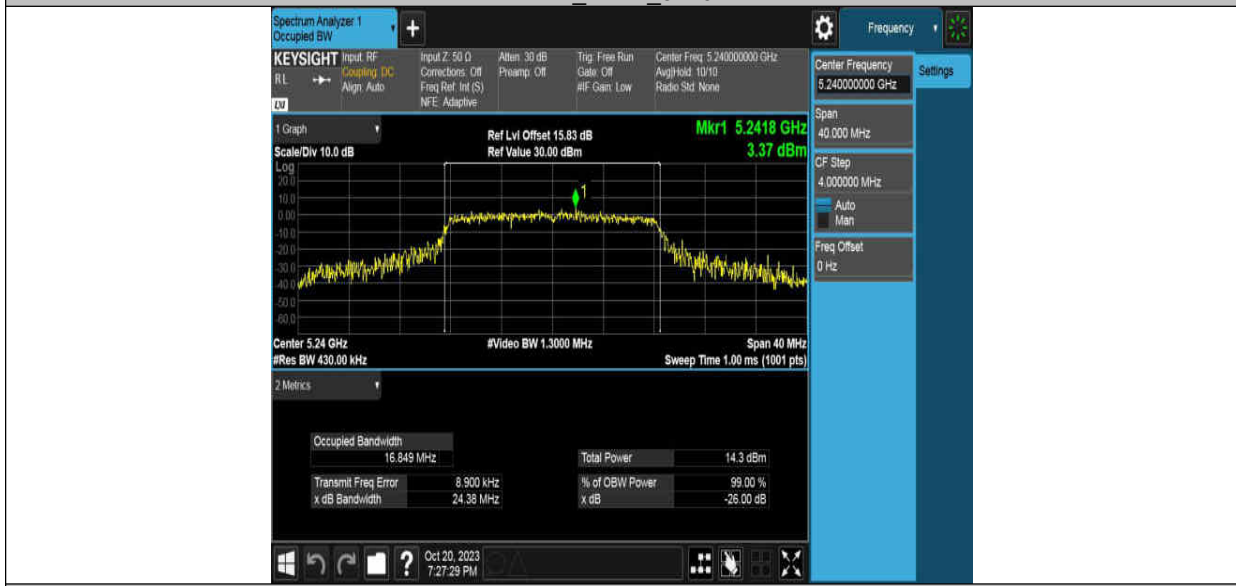 Spectrum Analyzer 1
Occupied BW
+
Frequency
KEYSIGHT
RL
LXI
Input: RF
Coupling: DC
Align: Auto
Input Z: 50 Ω
Corrections: Off
Freq Ref: Int (S)
NFE: Adaptive
Atten: 30 dB
Preamp: Off
Trig: Free Run
Gate: Off
#IF Gain: Low
Center Freq: 5.240000000 GHz
Avg|Hold: 10/10
Radio Std: None
Center Frequency
5.240000000 GHz
Settings
Span
40.000 MHz
CF Step
4.000000 MHz
Auto
Man
Freq Offset
0 Hz
1 Graph
Scale/Div 10.0 dB
Ref Lvl Offset 15.83 dB
Ref Value 30.00 dBm
Mkr1 5.2418 GHz
3.37 dBm
Log
20.0
10.0
0.00
-10.0
-20.0
-30.0
-40.0
-50.0
-60.0
1
Center 5.24 GHz
#Video BW 1.3000 MHz
Span 40 MHz
#Res BW 430.00 kHz
Sweep Time 1.00 ms (1001 pts)
2 Metrics
Occupied Bandwidth
16.849 MHz
Total Power 14.3 dBm
Transmit Freq Error 8.900 kHz
% of OBW Power 99.00 %
x dB Bandwidth 24.38 MHz
x dB -26.00 dB
?
Oct 20, 2023
7:27:29 PM